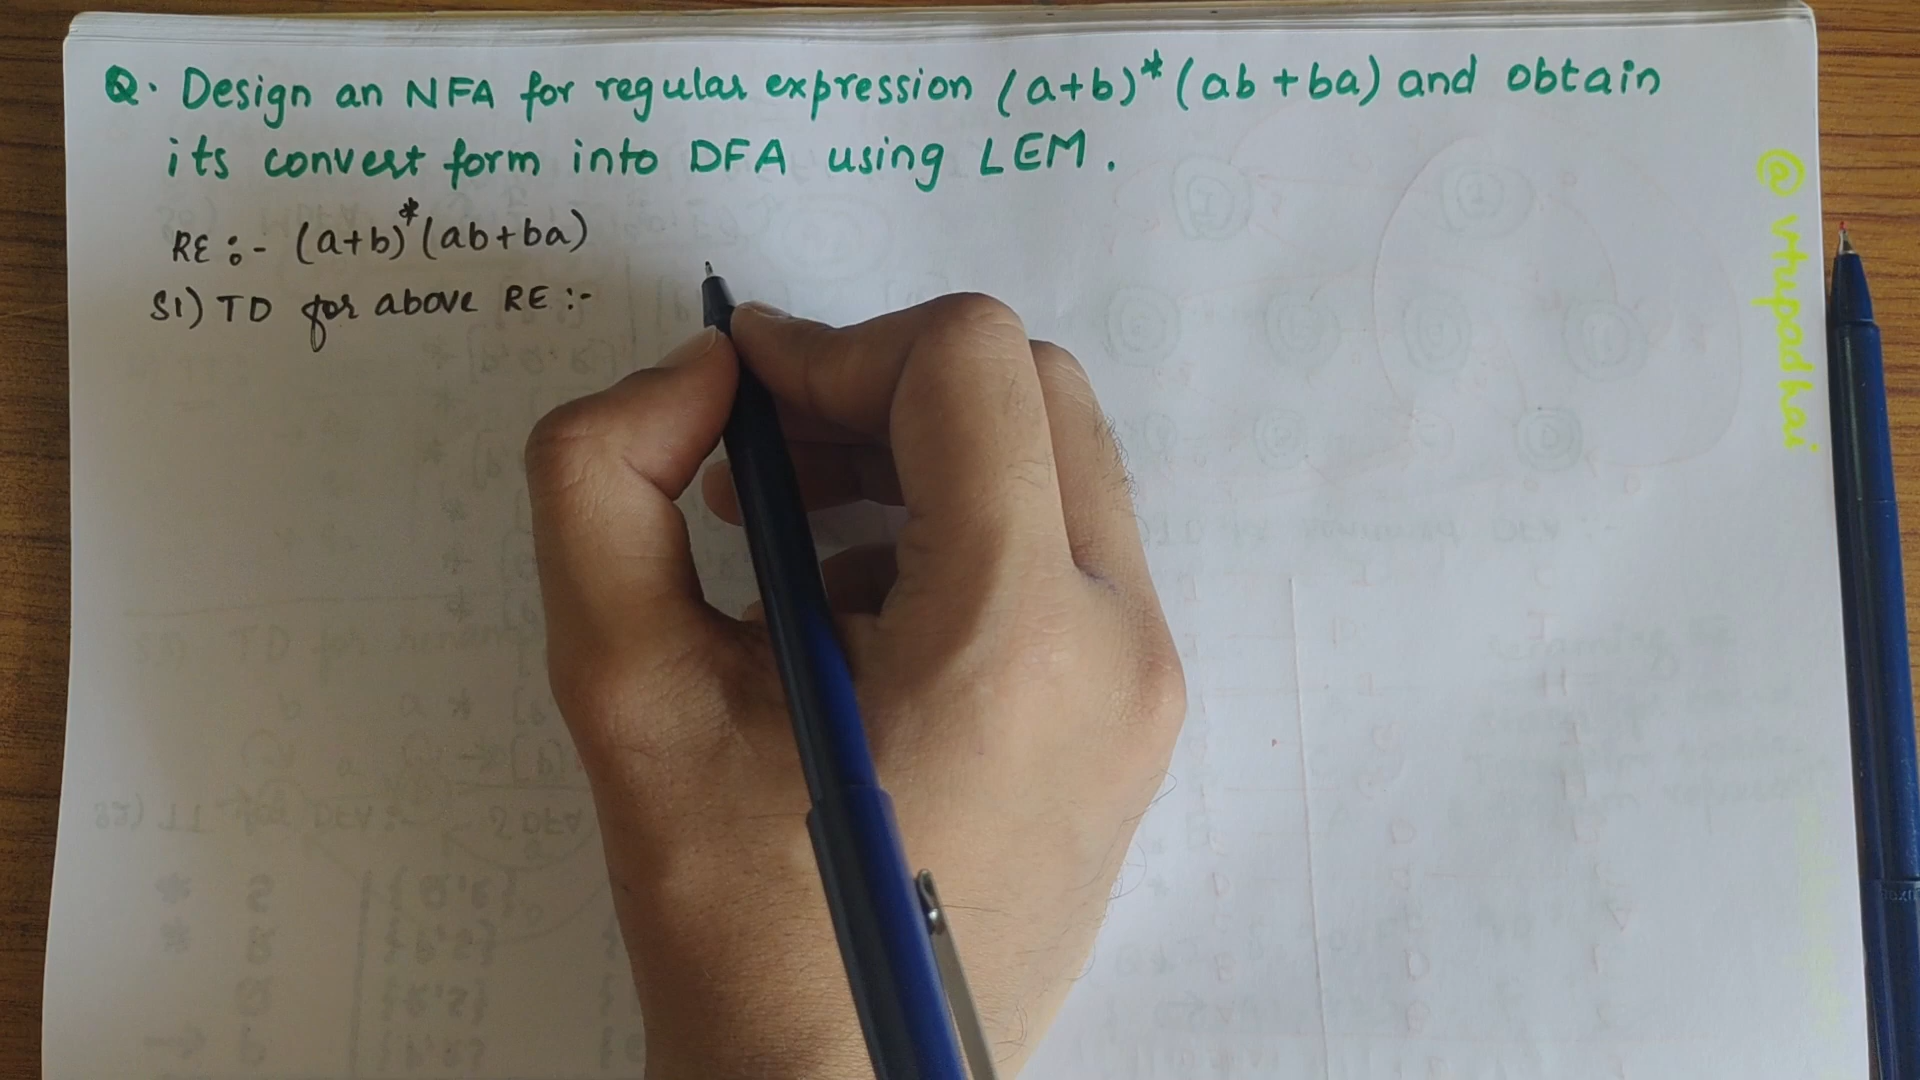 Q. Design an NFA for regular expression (a+b)*(ab+ba) and obtain
its convert form into DFA using LEM.
RE :- (a+b)*(ab+ba)
S1) TD for above RE :-
@ vtupadhai